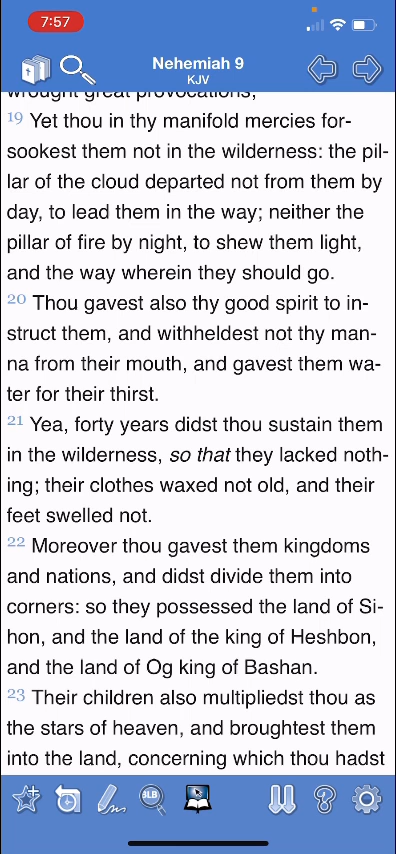 7:57
Nehemiah 9
KJV
wrought great provocations;
19 Yet thou in thy manifold mercies for-
sookest them not in the wilderness: the pil-
lar of the cloud departed not from them by
day, to lead them in the way; neither the
pillar of fire by night, to shew them light,
and the way wherein they should go.
20 Thou gavest also thy good spirit to in-
struct them, and withheldest not thy man-
na from their mouth, and gavest them wa-
ter for their thirst.
21 Yea, forty years didst thou sustain them
in the wilderness, so that they lacked noth-
ing; their clothes waxed not old, and their
feet swelled not.
22 Moreover thou gavest them kingdoms
and nations, and didst divide them into
corners: so they possessed the land of Si-
hon, and the land of the king of Heshbon,
and the land of Og king of Bashan.
23 Their children also multipliedst thou as
the stars of heaven, and broughtest them
into the land, concerning which thou hadst
BLB